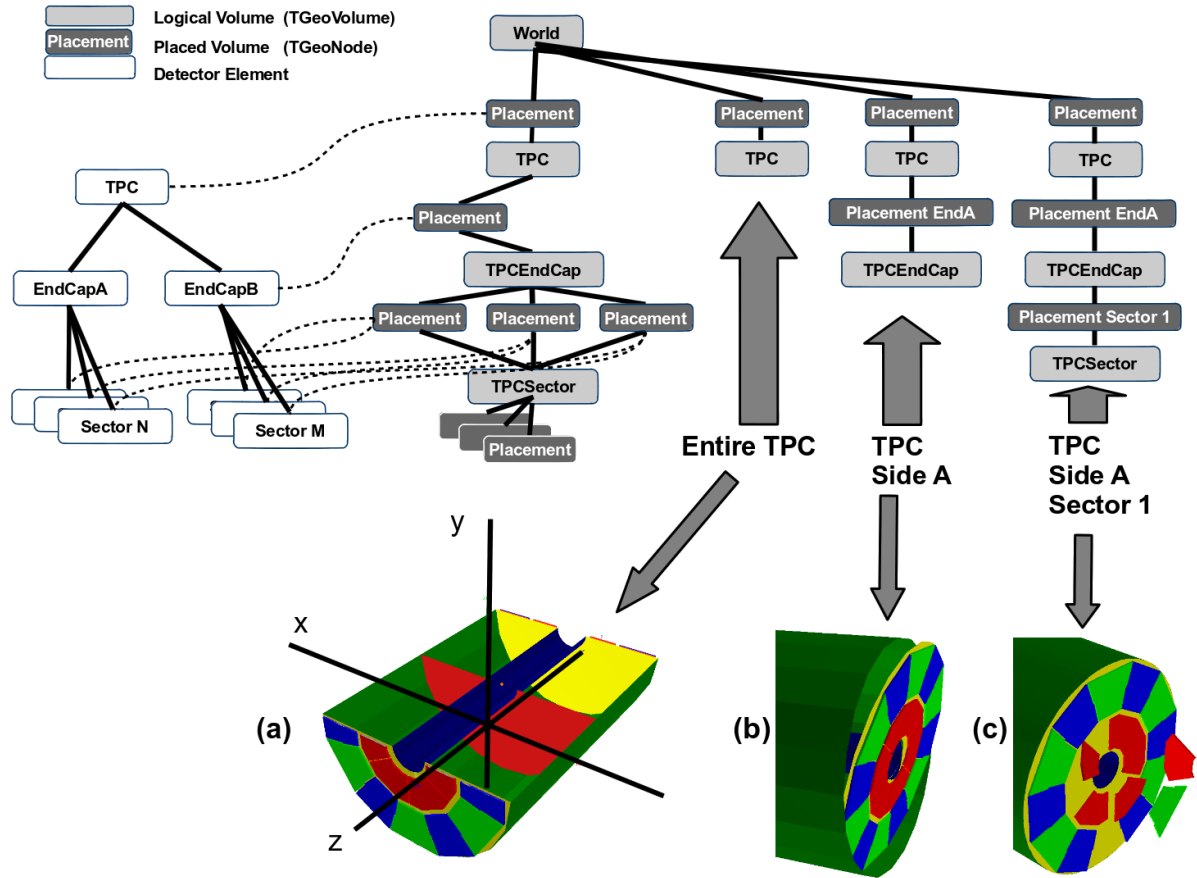 Logical Volume (TGeoVolume)
Placement
Placed Volume (TGeoNode)
Detector Element
World
Placement
Placement
Placement
Placement
TPC
TPC
TPC
TPC
TPC
Placement
Placement EndA
Placement EndA
EndCapA
EndCapB
TPCEndCap
TPCEndCap
TPCEndCap
Placement
Placement
Placement
Placement Sector 1
TPCSector
TPCSector
Sector N
Sector M
Placement
Entire TPC
TPC
Side A
TPC
Side A
Sector 1
y
x
z
(a)
(b)
(c)